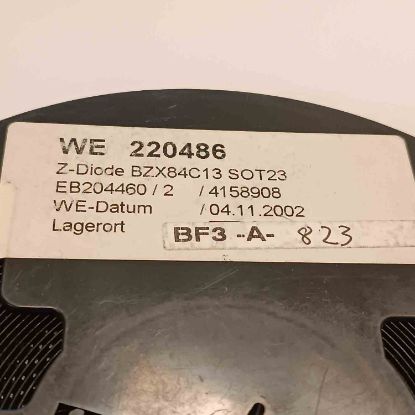 WE 220486
Z-Diode BZX84C13 SOT23
EB204460 / 2 / 4158908
WE-Datum / 04.11.2002
Lagerort BF3 -A- 823